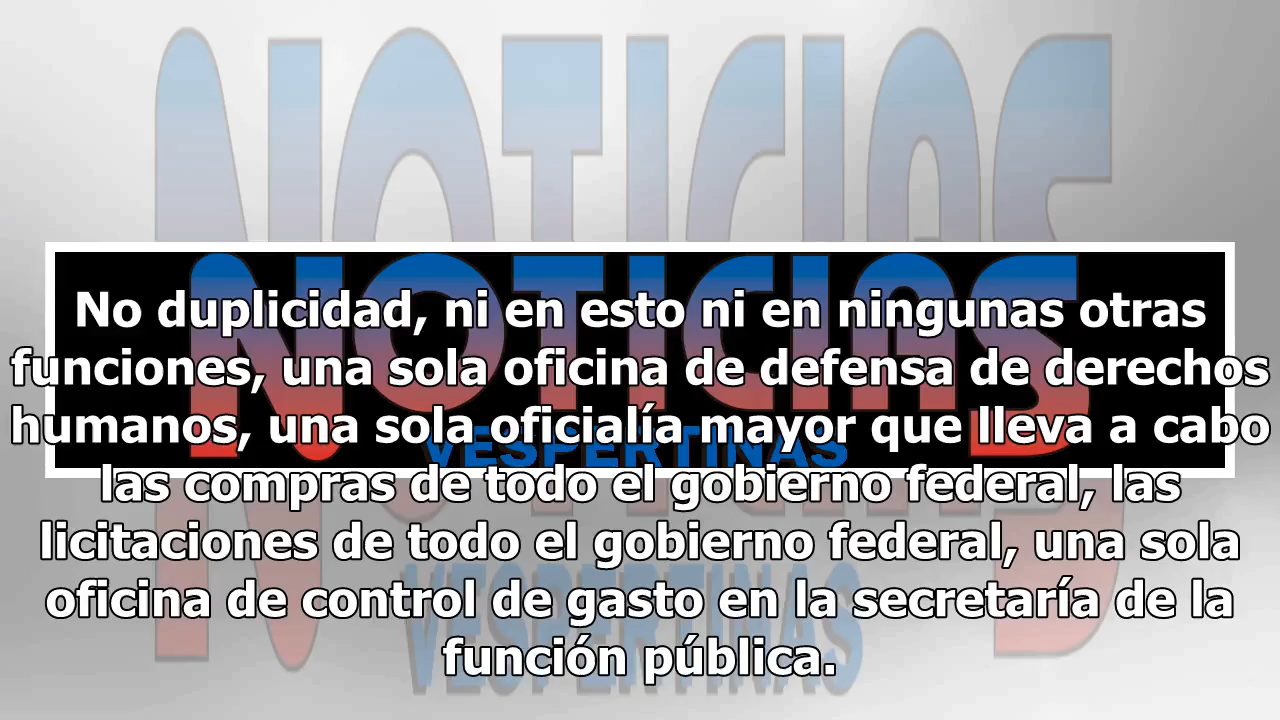 NOTICIAS
NOTICIAS
No duplicidad, ni en esto ni en ningunas otras
funciones, una sola oficina de defensa de derechos
humanos, una sola oficialía mayor que lleva a cabo
VESPERTINAS
las compras de todo el gobierno federal, las
licitaciones de todo el gobierno federal, una sola
oficina de control de gasto en la secretaría de la
función pública.
VESPERTINAS